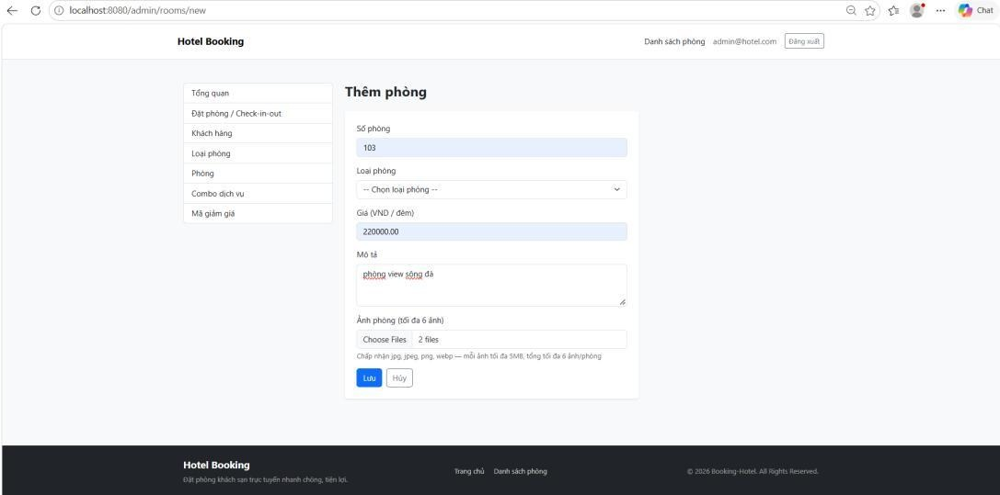 localhost:8080/admin/rooms/new
Chat
Hotel Booking
Danh sách phòng admin@hotel.com Đăng xuất
Tổng quan
Đặt phòng / Check-in-out
Khách hàng
Loại phòng
Phòng
Combo dịch vụ
Mã giảm giá
Thêm phòng
Số phòng
103
Loại phòng
-- Chọn loại phòng --
Giá (VND / đêm)
220000.00
Mô tả
phòng view sông đà
Ảnh phòng (tối đa 6 ảnh)
Choose Files 2 files
Chấp nhận jpg, jpeg, png, webp — mỗi ảnh tối đa 5MB, tổng tối đa 6 ảnh/phòng
Lưu Hủy
Hotel Booking
Đặt phòng khách sạn trực tuyến nhanh chóng, tiện lợi.
Trang chủ Danh sách phòng
© 2026 Booking-Hotel. All Rights Reserved.